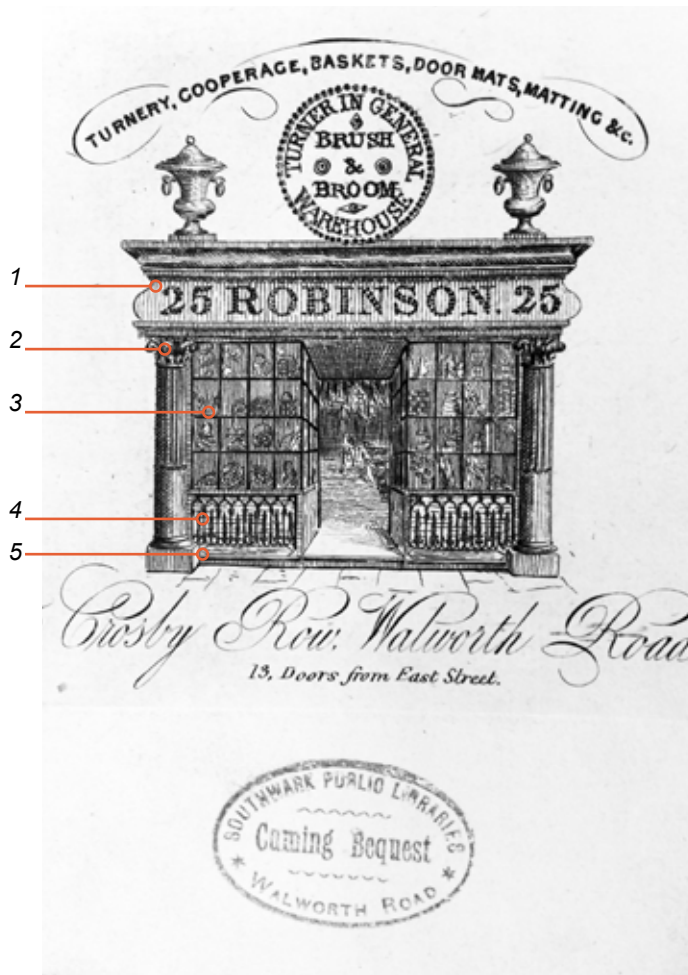 TURNERY, COOPERAGE, BASKETS, DOOR MATS, MATTING &c.
TURNER IN GENERAL
BRUSH
&
BROOM
WAREHOUSE
1
25 ROBINSON. 25
2
3
4
5
Crosby Row. Walworth Road
13, Doors from East Street.
SOUTHWARK PUBLIC LIBRARIES
Cuming Bequest
* WALWORTH ROAD *